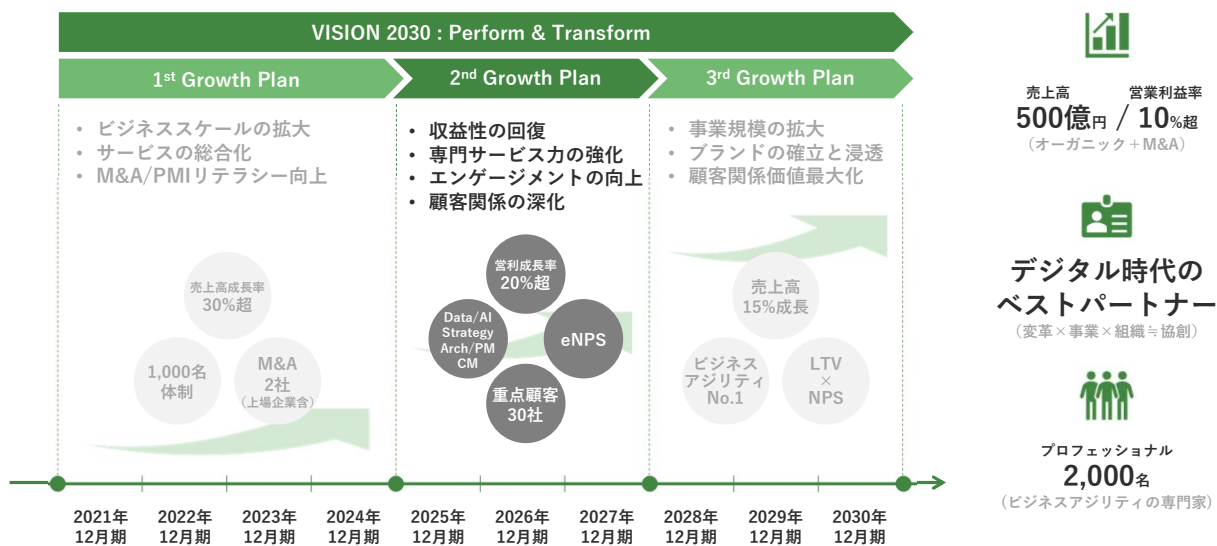 VISION 2030 : Perform & Transform
1st Growth Plan
2nd Growth Plan
3rd Growth Plan
• ビジネススケールの拡大
• サービスの総合化
• M&A/PMIリテラシー向上
• 収益性の回復
• 専門サービス力の強化
• エンゲージメントの向上
• 顧客関係の深化
• 事業規模の拡大
• ブランドの確立と浸透
• 顧客関係価値最大化
売上高成長率
30%超
1,000名
体制
M&A
2社
(上場企業含)
営利成長率
20%超
Data/AI
Strategy
Arch/PM
CM
eNPS
重点顧客
30社
売上高
15%成長
ビジネス
アジリティ
No.1
LTV
×
NPS
2021年
12月期
2022年
12月期
2023年
12月期
2024年
12月期
2025年
12月期
2026年
12月期
2027年
12月期
2028年
12月期
2029年
12月期
2030年
12月期
売上高 営業利益率
500億円 / 10%超
(オーガニック+M&A)
デジタル時代の
ベストパートナー
(変革×事業×組織≒協創)
プロフェッショナル
2,000名
(ビジネスアジリティの専門家)